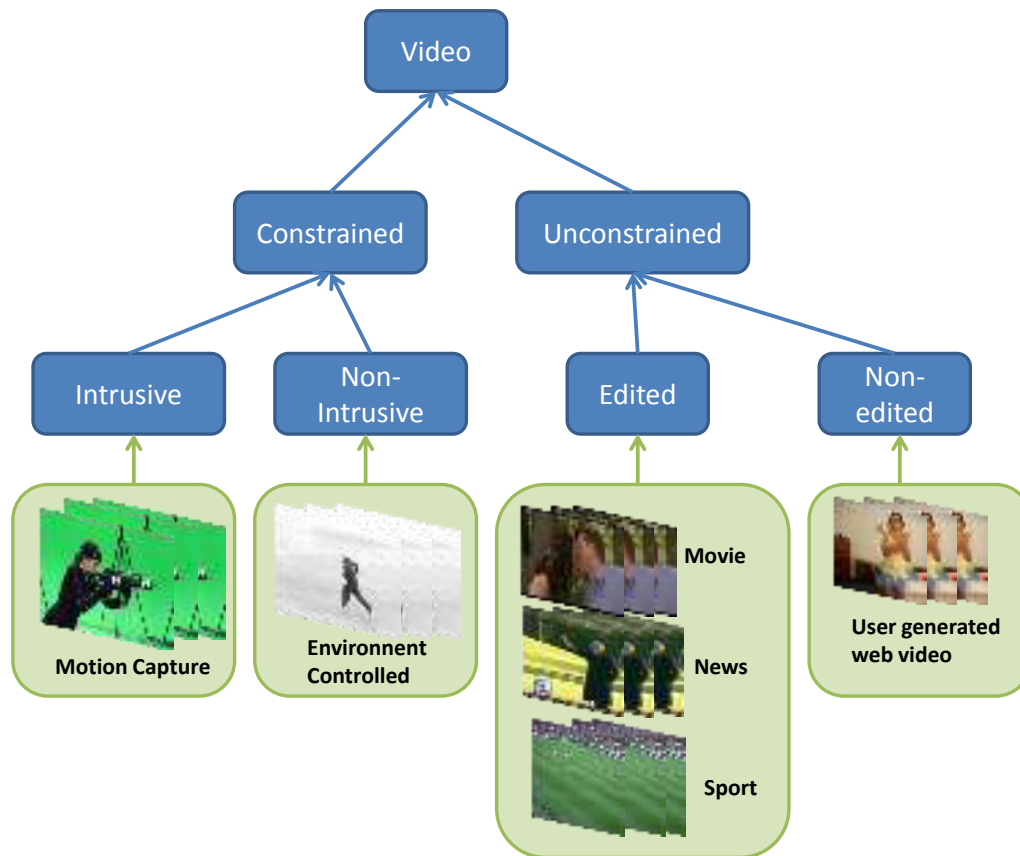 Video
Constrained
Unconstrained
Intrusive
Non-
Intrusive
Edited
Non-
edited
Motion Capture
Environnent
Controlled
Movie
News
Sport
User generated
web video